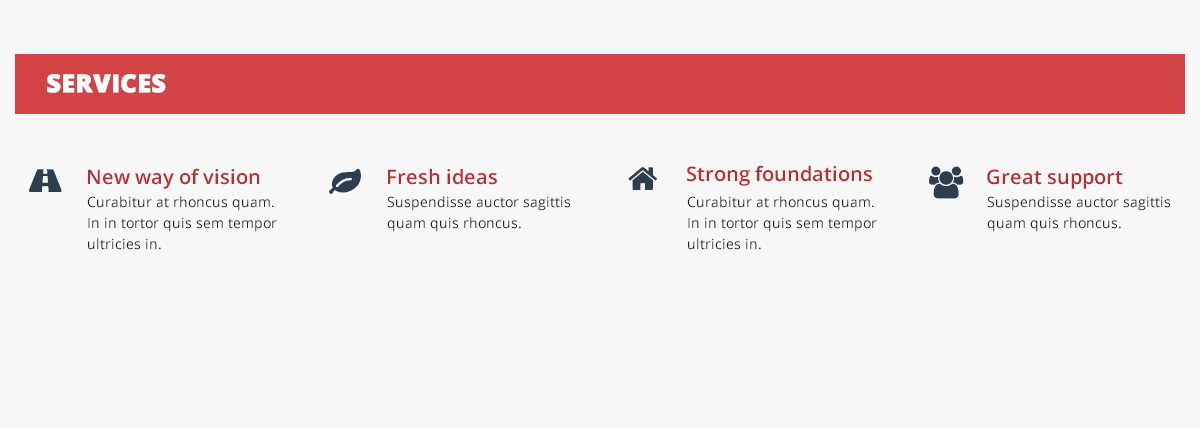 SERVICES
New way of vision
Curabitur at rhoncus quam.
In in tortor quis sem tempor
ultricies in.
Fresh ideas
Suspendisse auctor sagittis
quam quis rhoncus.
Strong foundations
Curabitur at rhoncus quam.
In in tortor quis sem tempor
ultricies in.
Great support
Suspendisse auctor sagittis
quam quis rhoncus.